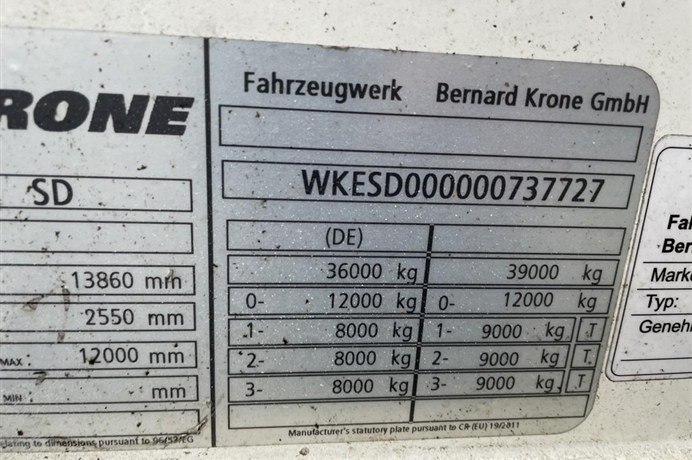 RONE
SD
13860 mm
2550 mm
MAX 12000 mm
MIN mm
relating to dimensions pursuant to 96/53/EG
Fahrzeugwerk Bernard Krone GmbH
WKESD000000737727
(DE)
36000 kg 39000 kg
0- 12000 kg 0- 12000 kg
1- 8000 kg 1- 9000 kg T
2- 8000 kg 2- 9000 kg T
3- 8000 kg 3- 9000 kg T
Manufacturer's statutory plate pursuant to CR (EU) 19/2011
Fa
Ber
Marke
Typ:
Genehr